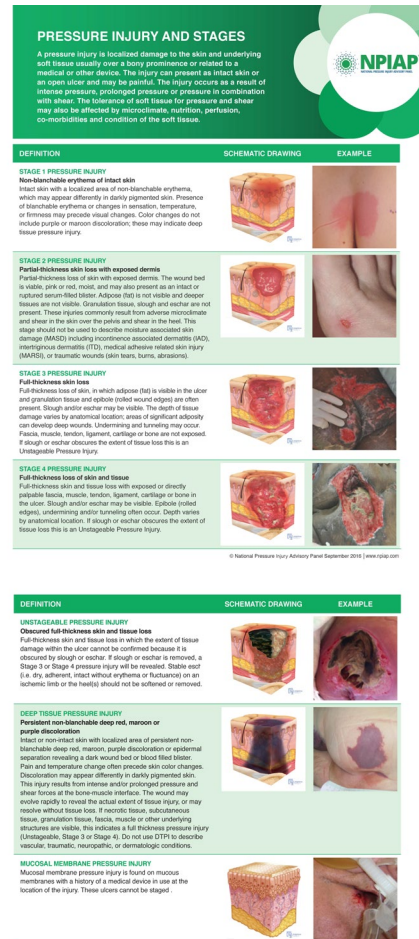 PRESSURE INJURY AND STAGES
A pressure injury is localized damage to the skin and underlying
soft tissue usually over a bony prominence or related to a
medical or other device. The injury can present as intact skin or
an open ulcer and may be painful. The injury occurs as a result of
intense pressure, prolonged pressure or pressure in combination
with shear. The tolerance of soft tissue for pressure and shear
may also be affected by microclimate, nutrition, perfusion,
co-morbidities and condition of the soft tissue.
NPIAP
NATIONAL PRESSURE INJURY ADVISORY PANEL
DEFINITION SCHEMATIC DRAWING EXAMPLE
STAGE 1 PRESSURE INJURY
Non-blanchable erythema of intact skin
Intact skin with a localized area of non-blanchable erythema,
which may appear differently in darkly pigmented skin. Presence
of blanchable erythema or changes in sensation, temperature,
or firmness may precede visual changes. Color changes do not
include purple or maroon discoloration; these may indicate deep
tissue pressure injury.
STAGE 2 PRESSURE INJURY
Partial-thickness skin loss with exposed dermis
Partial-thickness loss of skin with exposed dermis. The wound bed
is viable, pink or red, moist, and may also present as an intact or
ruptured serum-filled blister. Adipose (fat) is not visible and deeper
tissues are not visible. Granulation tissue, slough and eschar are not
present. These injuries commonly result from adverse microclimate
and shear in the skin over the pelvis and shear in the heel. This
stage should not be used to describe moisture associated skin
damage (MASD) including incontinence associated dermatitis (IAD),
intertriginous dermatitis (ITD), medical adhesive related skin injury
(MARSI), or traumatic wounds (skin tears, burns, abrasions).
STAGE 3 PRESSURE INJURY
Full-thickness skin loss
Full-thickness loss of skin, in which adipose (fat) is visible in the ulcer
and granulation tissue and epibole (rolled wound edges) are often
present. Slough and/or eschar may be visible. The depth of tissue
damage varies by anatomical location; areas of significant adiposity
can develop deep wounds. Undermining and tunneling may occur.
Fascia, muscle, tendon, ligament, cartilage or bone are not exposed.
If slough or eschar obscures the extent of tissue loss this is an
Unstageable Pressure Injury.
STAGE 4 PRESSURE INJURY
Full-thickness loss of skin and tissue
Full-thickness skin and tissue loss with exposed or directly
palpable fascia, muscle, tendon, ligament, cartilage or bone in
the ulcer. Slough and/or eschar may be visible. Epibole (rolled
edges), undermining and/or tunneling often occur. Depth varies
by anatomical location. If slough or eschar obscures the extent of
tissue loss this is an Unstageable Pressure Injury.
© National Pressure Injury Advisory Panel September 2016 | www.npiap.com
DEFINITION SCHEMATIC DRAWING EXAMPLE
UNSTAGEABLE PRESSURE INJURY
Obscured full-thickness skin and tissue loss
Full-thickness skin and tissue loss in which the extent of tissue
damage within the ulcer cannot be confirmed because it is
obscured by slough or eschar. If slough or eschar is removed, a
Stage 3 or Stage 4 pressure injury will be revealed. Stable escl
(i.e. dry, adherent, intact without erythema or fluctuance) on an
ischemic limb or the heel(s) should not be softened or removed.
DEEP TISSUE PRESSURE INJURY
Persistent non-blanchable deep red, maroon or
purple discoloration
Intact or non-intact skin with localized area of persistent non-
blanchable deep red, maroon, purple discoloration or epidermal
separation revealing a dark wound bed or blood filled blister.
Pain and temperature change often precede skin color changes.
Discoloration may appear differently in darkly pigmented skin.
This injury results from intense and/or prolonged pressure and
shear forces at the bone-muscle interface. The wound may
evolve rapidly to reveal the actual extent of tissue injury, or may
resolve without tissue loss. If necrotic tissue, subcutaneous
tissue, granulation tissue, fascia, muscle or other underlying
structures are visible, this indicates a full thickness pressure injury
(Unstageable, Stage 3 or Stage 4). Do not use DTPI to describe
vascular, traumatic, neuropathic, or dermatologic conditions.
MUCOSAL MEMBRANE PRESSURE INJURY
Mucosal membrane pressure injury is found on mucous
membranes with a history of a medical device in use at the
location of the injury. These ulcers cannot be staged .